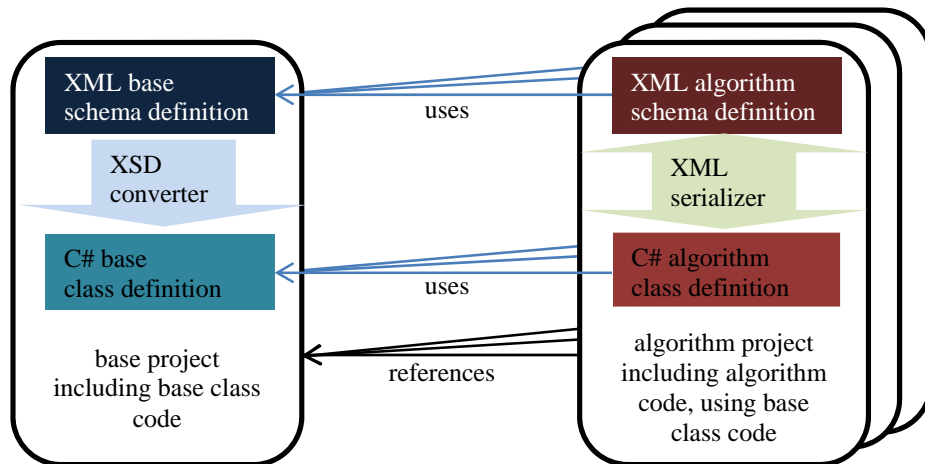 XML base
schema definition
uses
XML algorithm
schema definition
XSD
converter
XML
serializer
C# base
class definition
uses
C# algorithm
class definition
base project
including base class
code
references
algorithm project
including algorithm
code, using base
class code